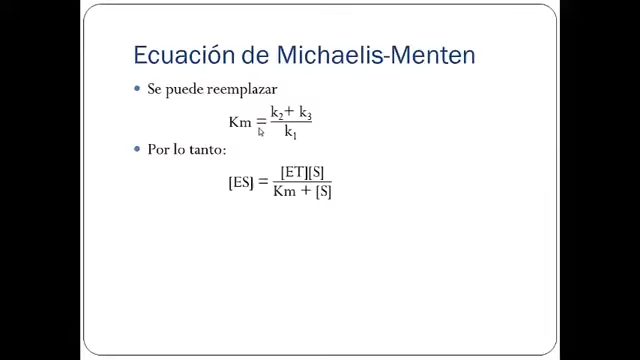 Ecuación de Michaelis-Menten
• Se puede reemplazar
Km = k₂+ k₃ / k₁
• Por lo tanto:
[ES] = [ET][S] / Km + [S]